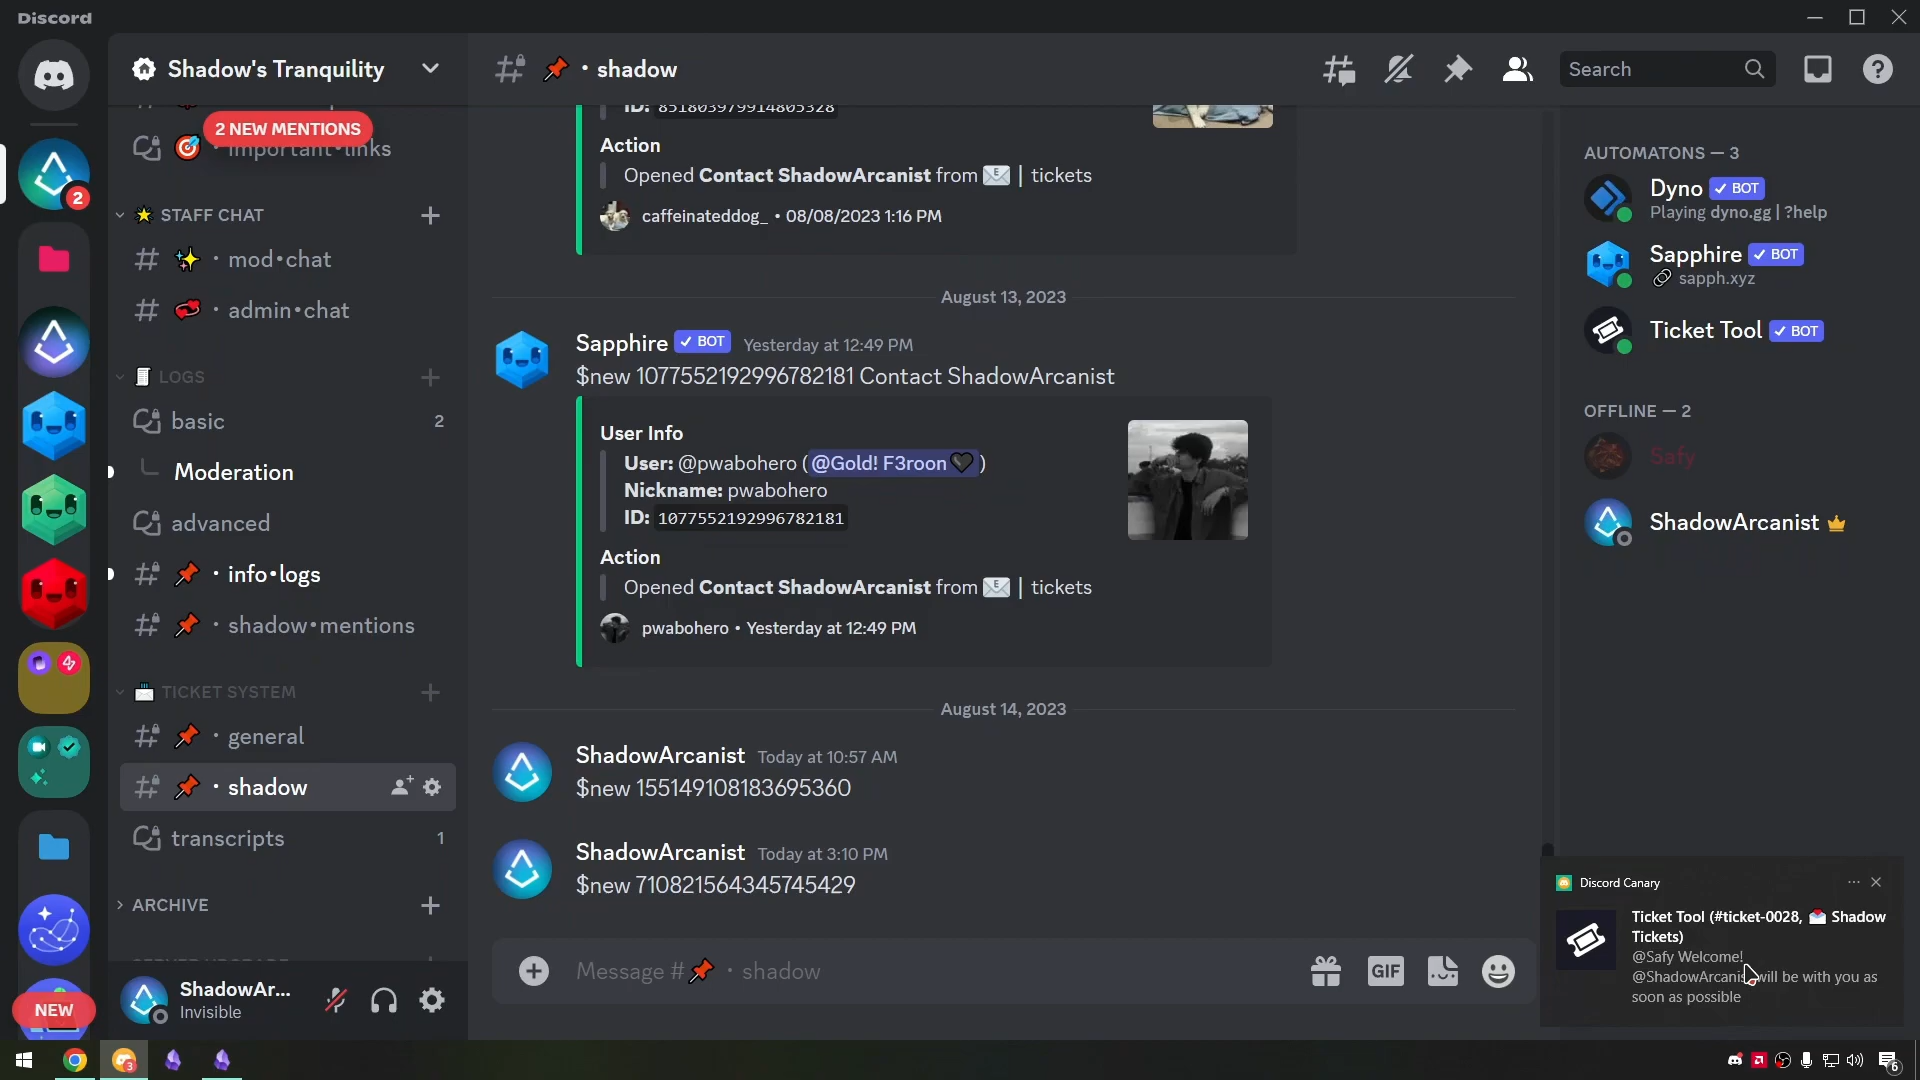 Discord
Shadow's Tranquility
2 NEW MENTIONS
important•links
STAFF CHAT
mod•chat
admin•chat
LOGS
basic
2
Moderation
advanced
info•logs
shadow•mentions
TICKET SYSTEM
general
shadow
transcripts
1
ARCHIVE
2
NEW
ShadowAr...
Invisible
• shadow
Search
ID: 851803979914805328
Action
Opened Contact ShadowArcanist from | tickets
caffeinateddog_ • 08/08/2023 1:16 PM
August 13, 2023
Sapphire ✓ BOT Yesterday at 12:49 PM
$new 1077552192996782181 Contact ShadowArcanist
User Info
User: @pwabohero (@Gold! F3roon🖤)
Nickname: pwabohero
ID: 1077552192996782181
Action
Opened Contact ShadowArcanist from | tickets
pwabohero • Yesterday at 12:49 PM
August 14, 2023
ShadowArcanist Today at 10:57 AM
$new 155149108183695360
ShadowArcanist Today at 3:10 PM
$new 710821564345745429
Message #📌 • shadow
GIF
AUTOMATONS — 3
Dyno ✓ BOT
Playing dyno.gg | ?help
Sapphire ✓ BOT
sapph.xyz
Ticket Tool ✓ BOT
OFFLINE — 2
Safy
ShadowArcanist
Discord Canary
Ticket Tool (#ticket-0028, Shadow
Tickets)
@Safy Welcome!
@ShadowArcanis will be with you as
soon as possible
3
6